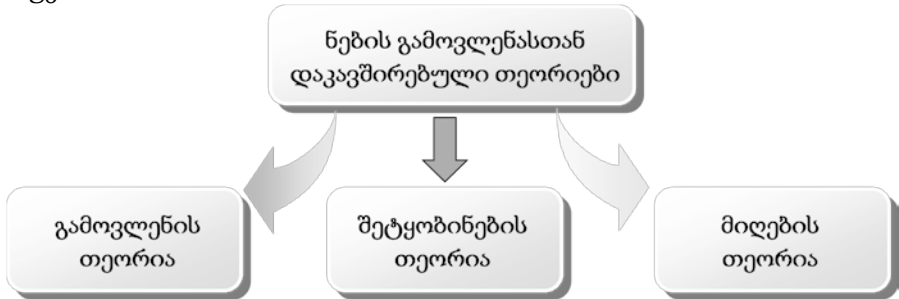 ნების გამოვლენასთან
დაკავშირებული თეორიები
გამოვლენის
თეორია
შეტყობინების
თეორია
მიღების
თეორია